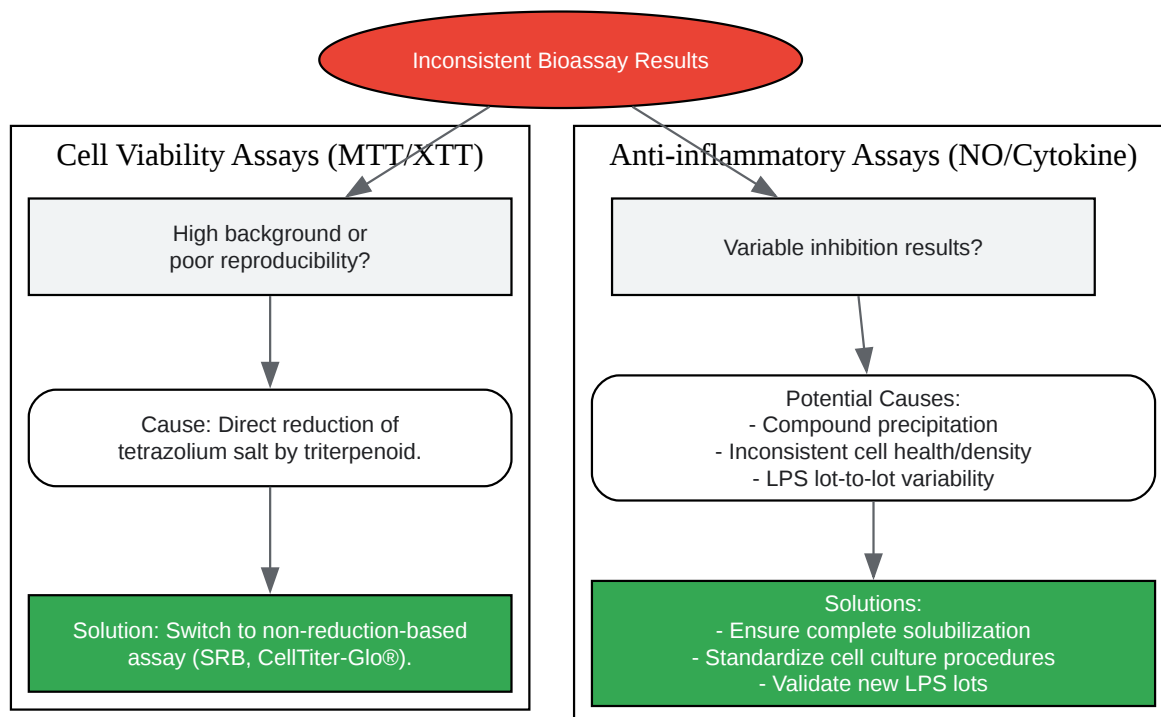 Inconsistent Bioassay Results
Cell Viability Assays (MTT/XTT)
High background or
poor reproducibility?
Cause: Direct reduction of
tetrazolium salt by triterpenoid.
Solution: Switch to non-reduction-based
assay (SRB, CellTiter-Glo®).
Anti-inflammatory Assays (NO/Cytokine)
Variable inhibition results?
Potential Causes:
- Compound precipitation
- Inconsistent cell health/density
- LPS lot-to-lot variability
Solutions:
- Ensure complete solubilization
- Standardize cell culture procedures
- Validate new LPS lots